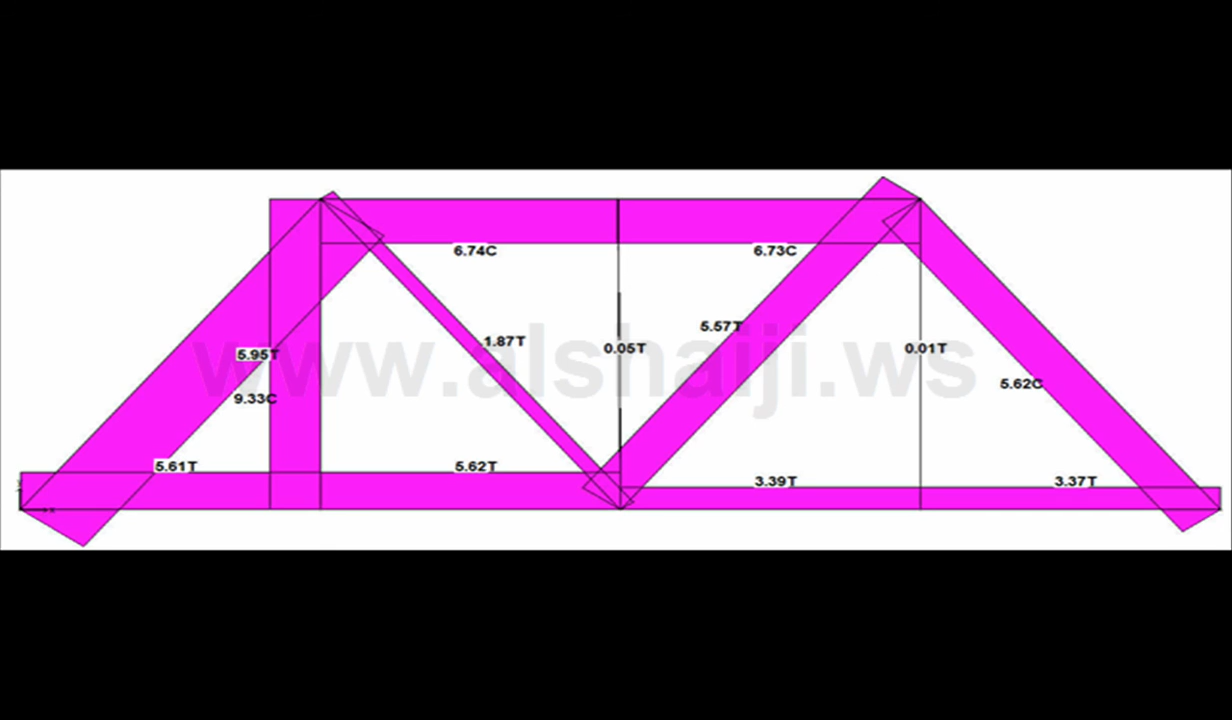 6.74C
6.73C
5.57T
1.87T
0.05T
0.01T
5.95T
www.alshaiji.ws
5.62C
9.33C
5.61T
5.62T
3.39T
3.37T